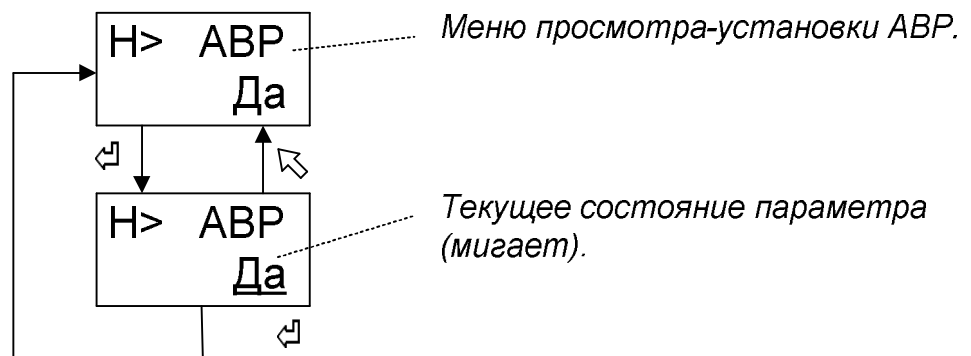 Н> АВР
Да
Меню просмотра-установки АВР.
Н> АВР
Да
Текущее состояние параметра
(мигает).